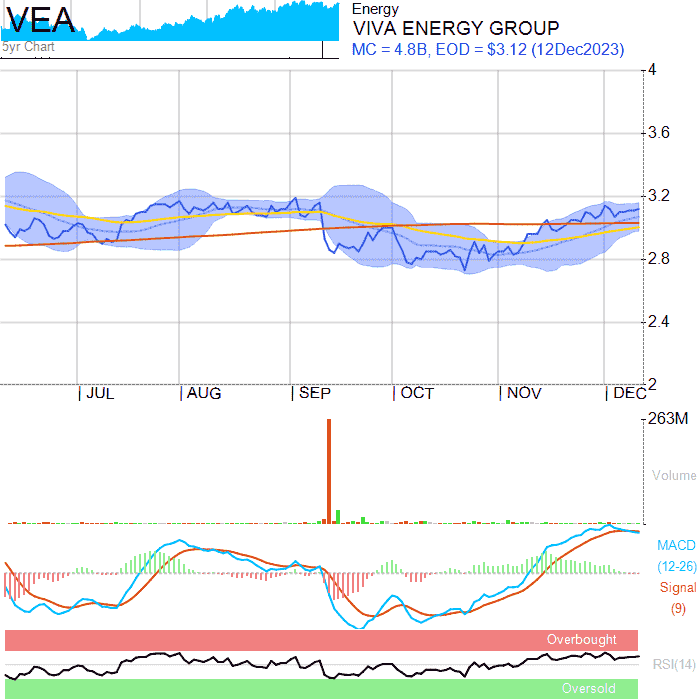 VEA
5yr Chart
Energy
VIVA ENERGY GROUP
MC = 4.8B, EOD = $3.12 (12Dec2023)
4
3.6
3.2
2.8
2.4
2
JUL AUG SEP OCT NOV DEC
263M
Volume
MACD
(12-26)
Signal
(9)
Overbought
RSI(14)
Oversold